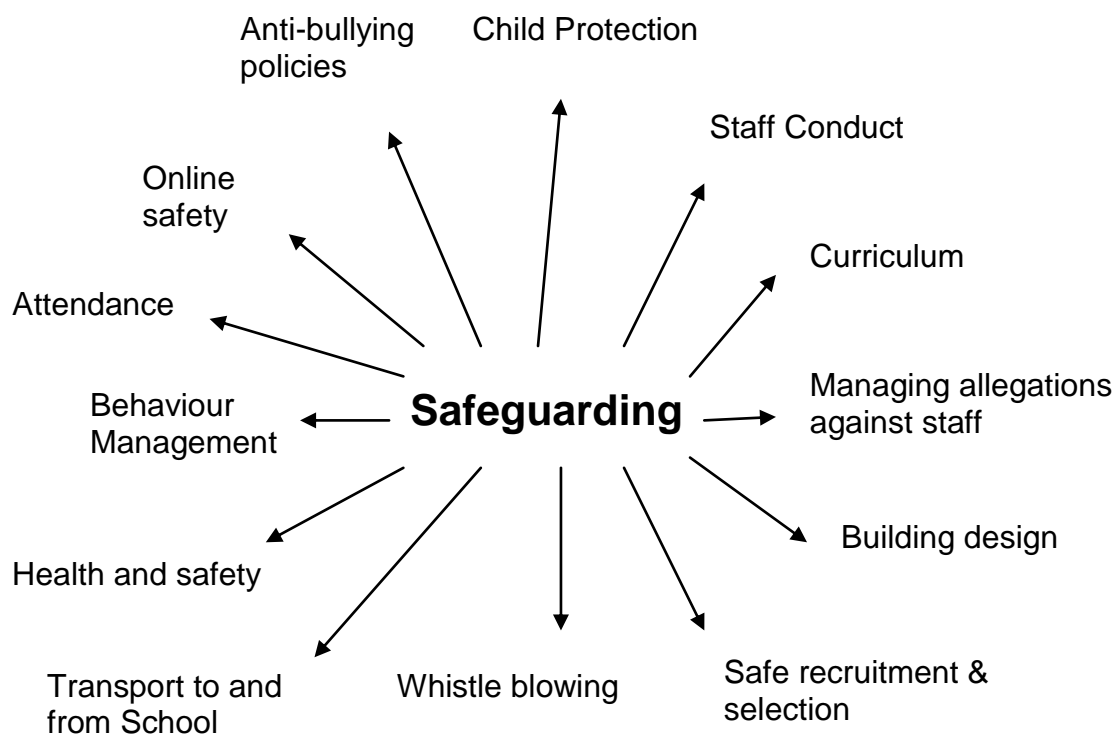 Anti-bullying
policies
Child Protection
Staff Conduct
Online
safety
Curriculum
Attendance
Managing allegations
against staff
Behaviour
Management
Safeguarding
Building design
Health and safety
Transport to and
from School
Whistle blowing
Safe recruitment &
selection